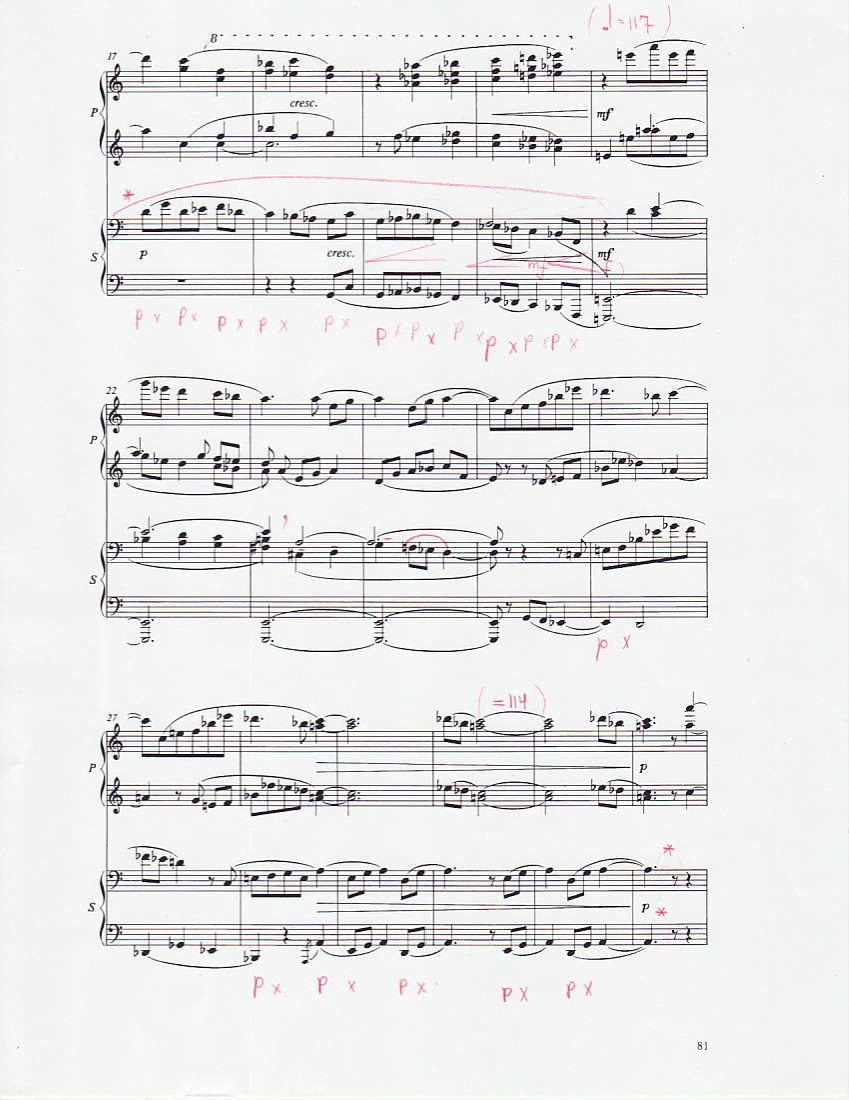 (♩=117)
8
17
P
cresc.
mf
*
S
p
cresc.
mf
mf
f)
p x p x p x p x p x p x p x p x p x p x p x
22
P
,
S
p x
(=114)
27
P
p
*
S
p *
p x p x p x p x p x
81